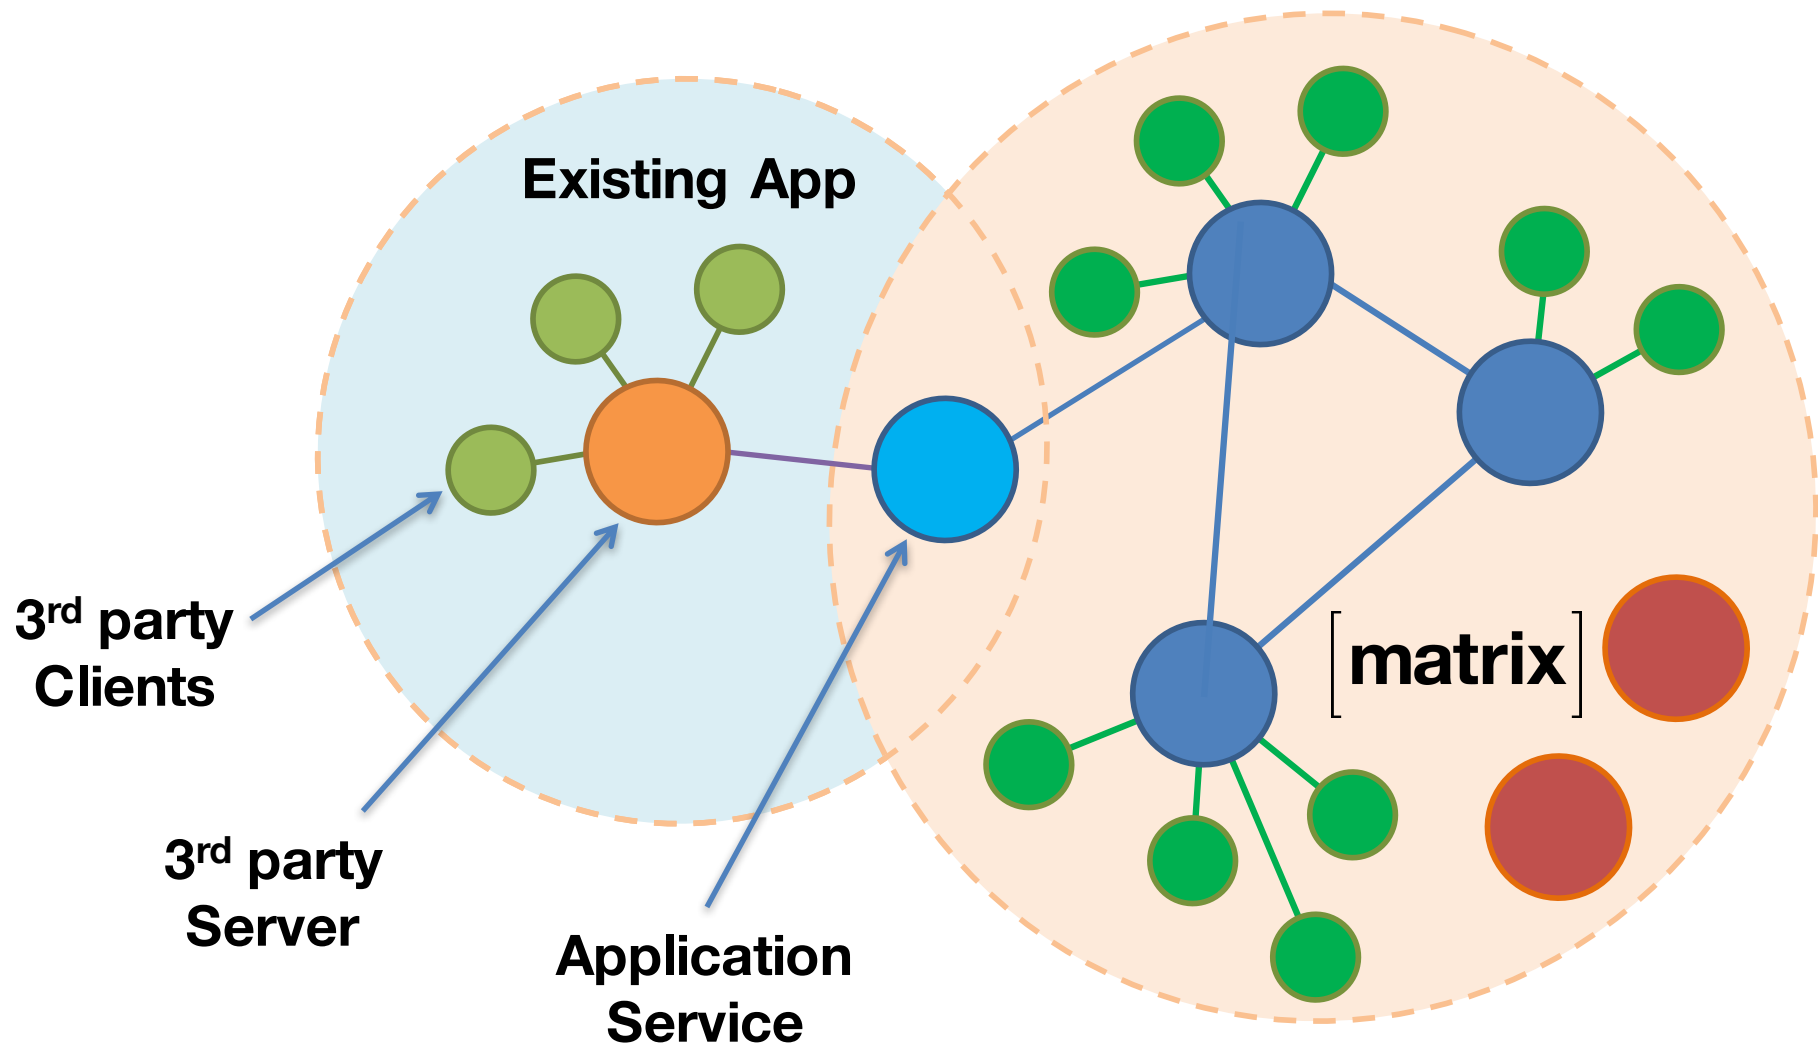 Existing App
[matrix]
3rd party
Clients
3rd party
Server
Application
Service